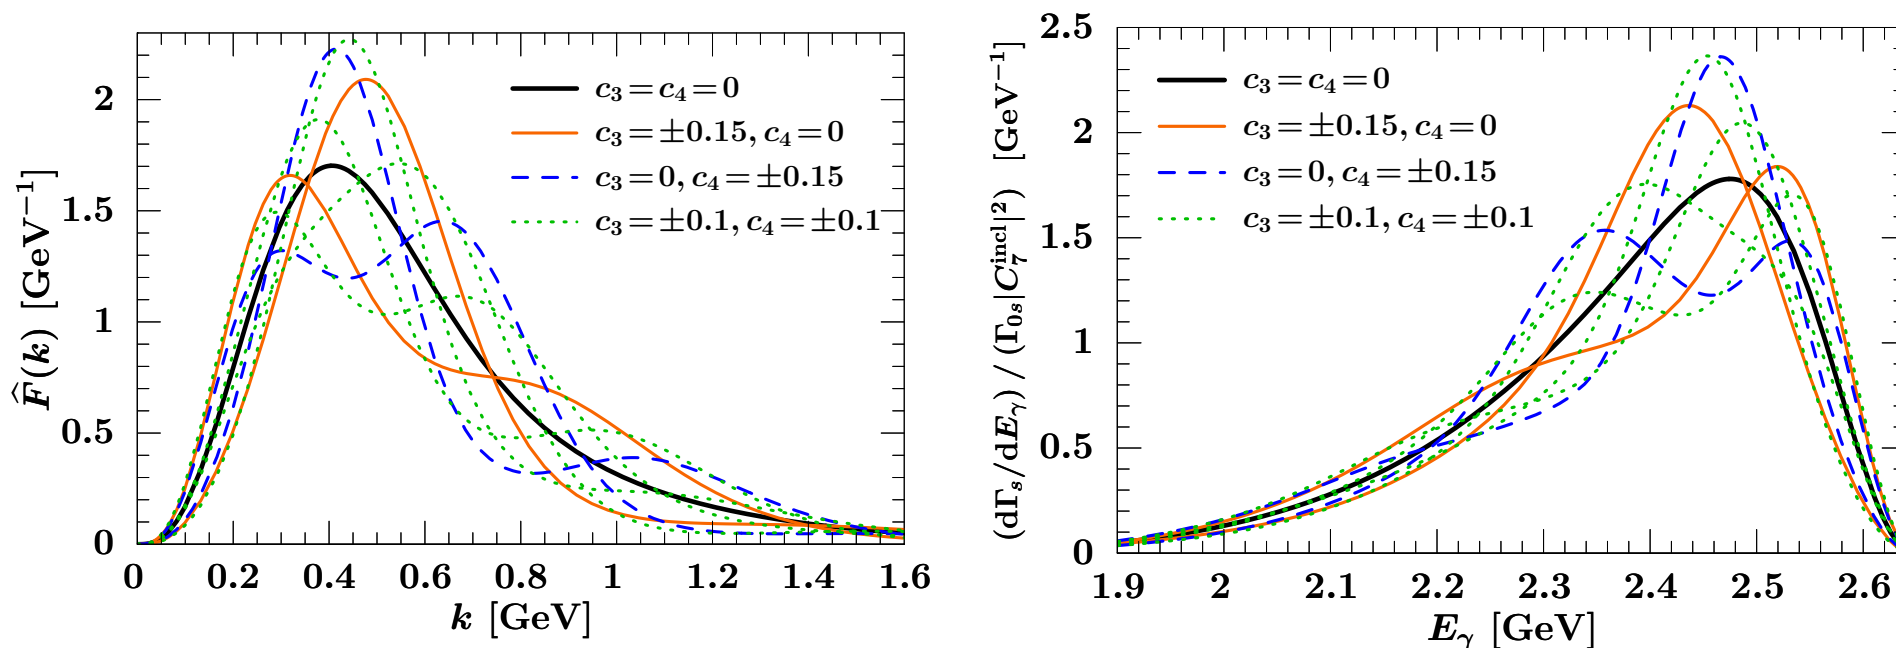 F̂(k) [GeV⁻¹]
2
1.5
1
0.5
0
0 0.2 0.4 0.6 0.8 1 1.2 1.4 1.6
k [GeV]
c₃=c₄=0
c₃=±0.15, c₄=0
c₃=0, c₄=±0.15
c₃=±0.1, c₄=±0.1
(dΓₛ/dE_γ) / (Γ₀ₛ|C₇^incl|²) [GeV⁻¹]
2.5
2
1.5
1
0.5
0
1.9 2 2.1 2.2 2.3 2.4 2.5 2.6
E_γ [GeV]
c₃=c₄=0
c₃=±0.15, c₄=0
c₃=0, c₄=±0.15
c₃=±0.1, c₄=±0.1